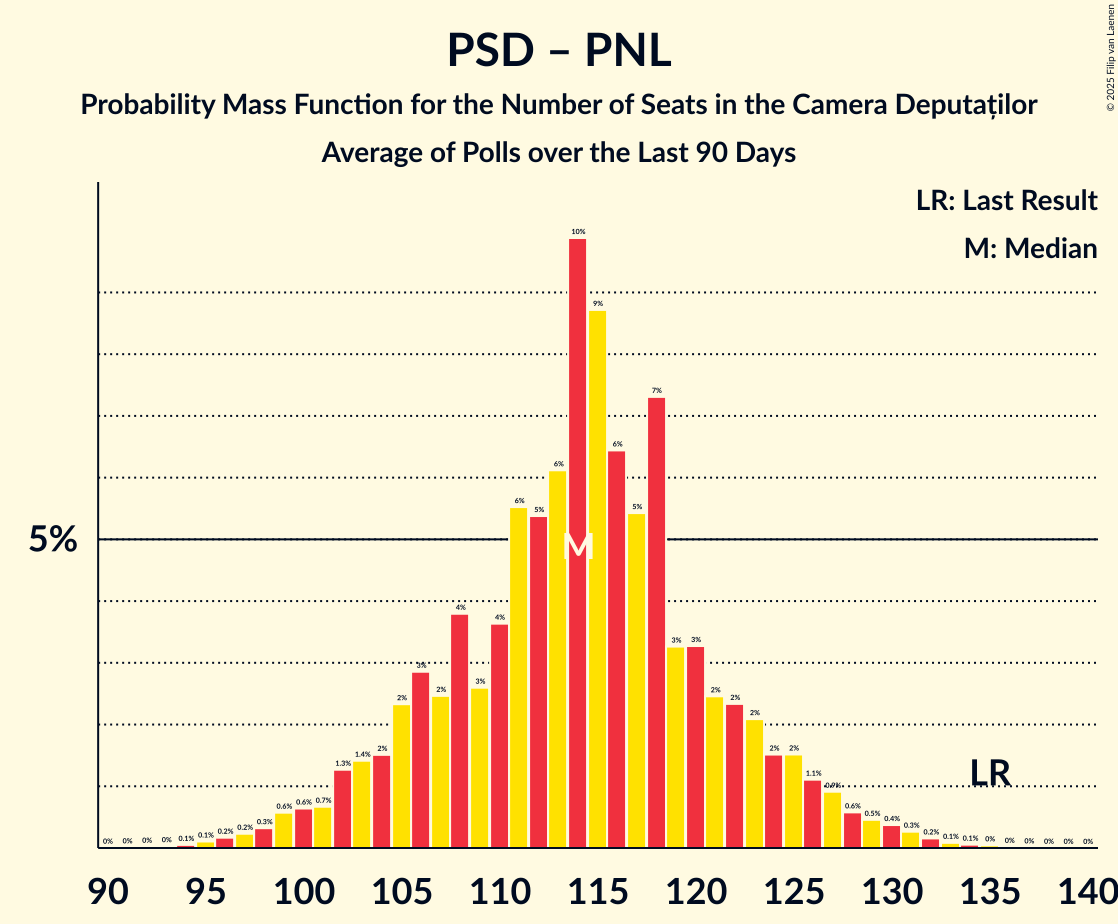 PSD – PNL
Probability Mass Function for the Number of Seats in the Camera Deputaților
Average of Polls over the Last 90 Days
© 2025 Filip van Laenen
LR: Last Result
M: Median
5%
0% 0% 0% 0% 0.1% 0.1% 0.2% 0.2% 0.3% 0.6% 0.6% 0.7% 1.3% 1.4% 2% 2% 3% 2% 4% 3% 4% 6% 5% 6% 10% 9% 6% 5% 7% 3% 3% 2% 2% 2% 2% 2% 1.1% 0.9% 0.6% 0.5% 0.4% 0.3% 0.2% 0.1% 0.1% 0% 0% 0% 0% 0% 0%
M
LR
90 95 100 105 110 115 120 125 130 135 140